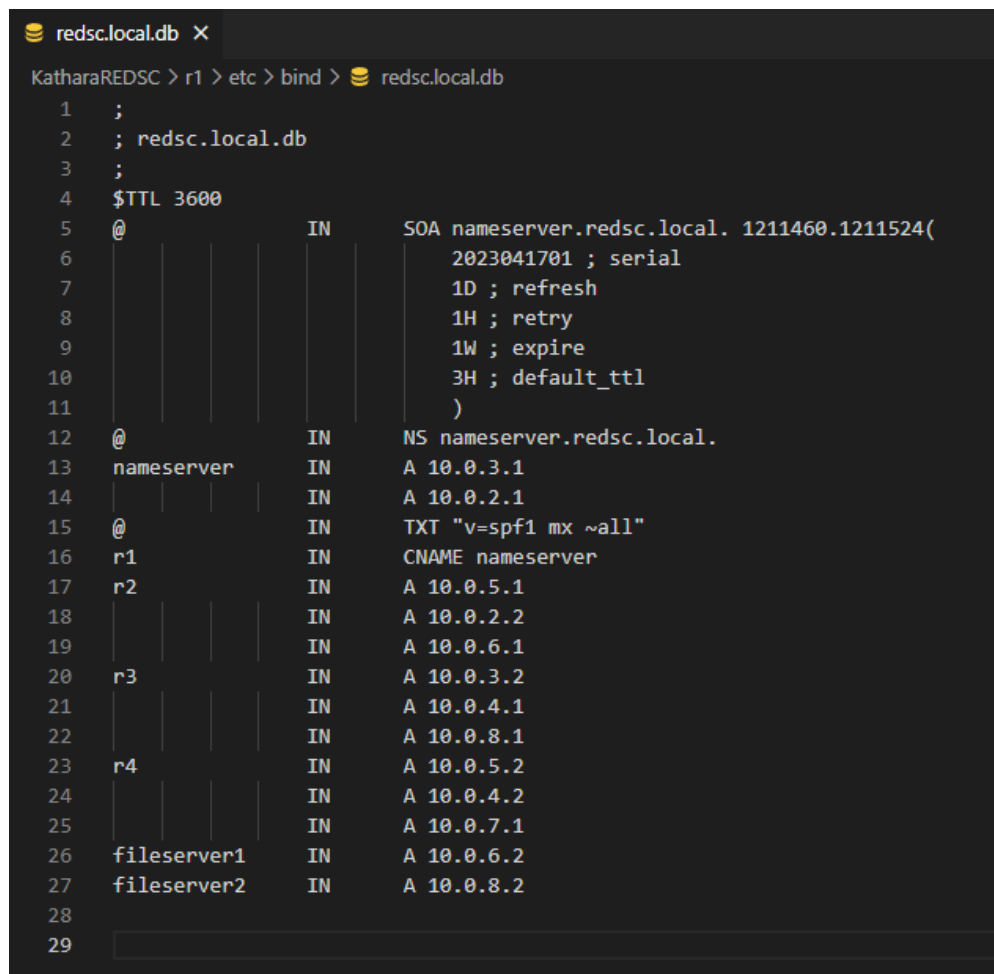 redsc.local.db ×
KatharaREDSC > r1 > etc > bind > redsc.local.db
1 ;
2 ; redsc.local.db
3 ;
4 $TTL 3600
5 @ IN SOA nameserver.redsc.local. 1211460.1211524(
6 2023041701 ; serial
7 1D ; refresh
8 1H ; retry
9 1W ; expire
10 3H ; default_ttl
11 )
12 @ IN NS nameserver.redsc.local.
13 nameserver IN A 10.0.3.1
14 IN A 10.0.2.1
15 @ IN TXT "v=spf1 mx ~all"
16 r1 IN CNAME nameserver
17 r2 IN A 10.0.5.1
18 IN A 10.0.2.2
19 IN A 10.0.6.1
20 r3 IN A 10.0.3.2
21 IN A 10.0.4.1
22 IN A 10.0.8.1
23 r4 IN A 10.0.5.2
24 IN A 10.0.4.2
25 IN A 10.0.7.1
26 fileserver1 IN A 10.0.6.2
27 fileserver2 IN A 10.0.8.2
28
29